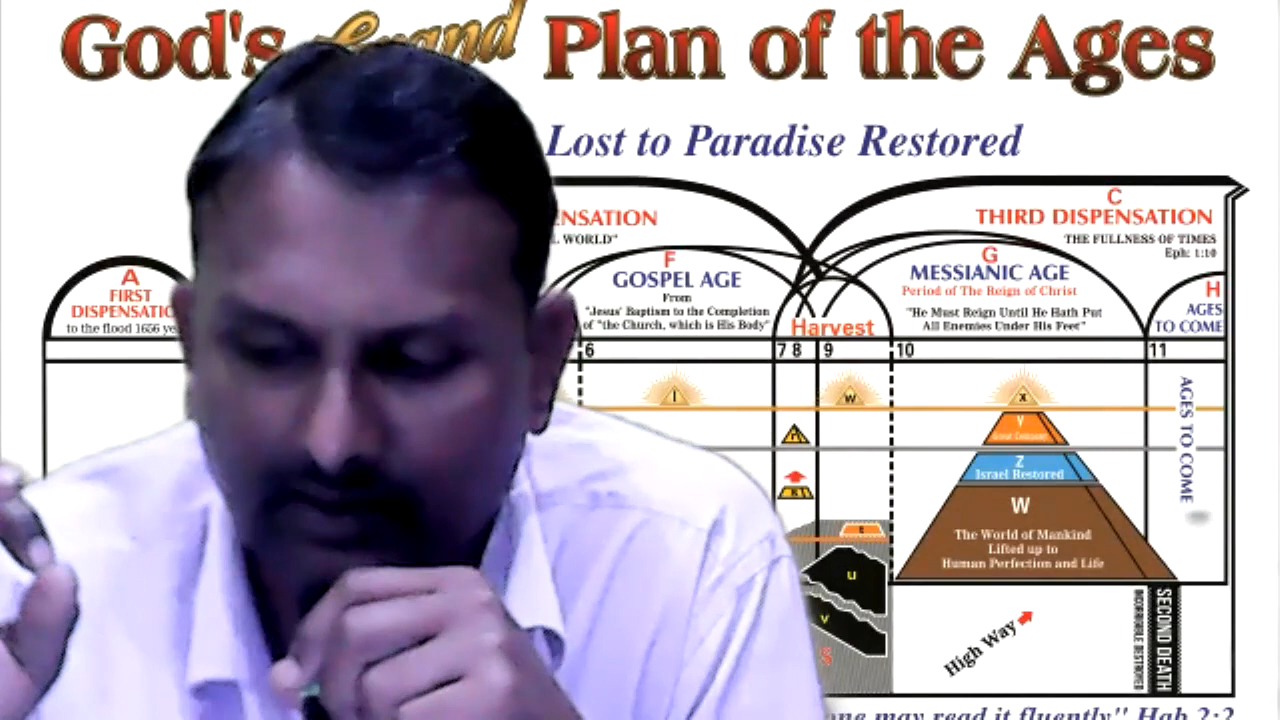 God's Grand Plan of the Ages
Lost to Paradise Restored
C
THIRD DISPENSATION
THE FULLNESS OF TIMES
Eph: 1:10
L WORLD"
A
FIRST
to the flood 1656
F
GOSPEL AGE
From
"Jesus' Baptism to the Completion
of "the Church, which is His Body"
Harvest
G
MESSIANIC AGE
Period of The Reign of Christ
"He Must Reign Until He Hath Put
All Enemies Under His Feet"
H
AGES
TO COME
6
7 8
9
10
11
W
X
Y
Great Company
Z
Israel Restored
W
The World of Mankind
Lifted up to
Human Perfection and Life
AGES TO COME
t
u
v
S
High Way
INCORRIGIBLE DESTROYED
SECOND DEATH
one may read it fluently" Hab 2:2